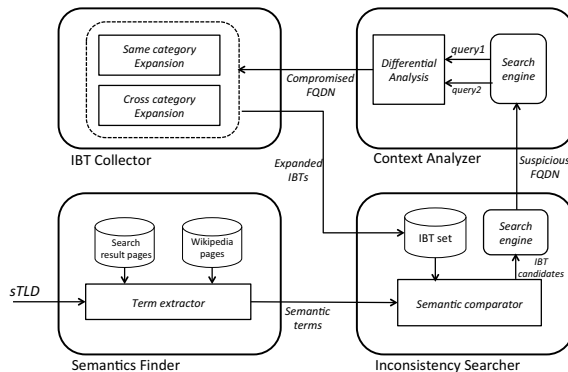 Same category
Expansion
Cross category
Expansion
IBT Collector
Compromised
FQDN
Differential
Analysis
query1
query2
Search
engine
Context Analyzer
Expanded
IBTs
Suspicious
FQDN
Search
result pages
Wikipedia
pages
sTLD
Term extractor
Semantics Finder
Semantic
terms
IBT set
Search
engine
IBT
candidates
Semantic comparator
Inconsistency Searcher